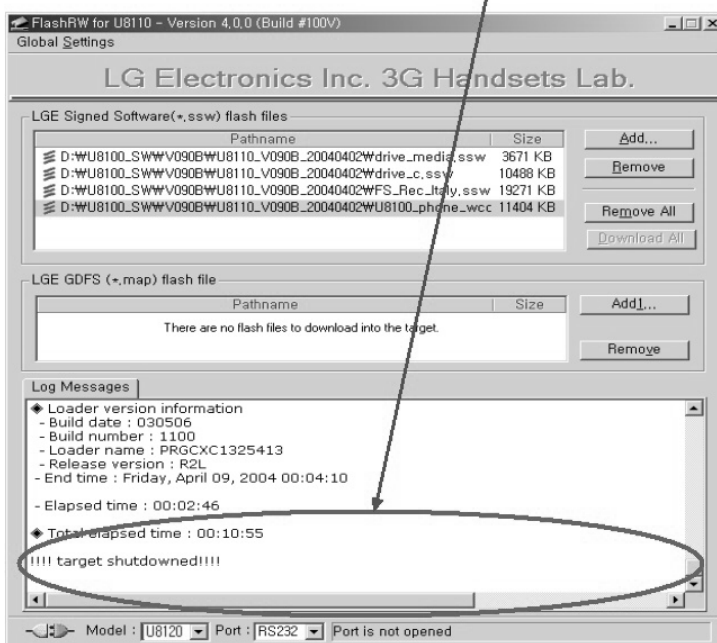 FlashRW for U8110 - Version 4,0,0 (Build #100V)
Global Settings
LG Electronics Inc. 3G Handsets Lab.
LGE Signed Software(*.ssw) flash files
Pathname Size
D:₩U8100_SW₩V090B₩U8110_V090B_20040402₩drive_media.ssw 3671 KB
D:₩U8100_SW₩V090B₩U8110_V090B_20040402₩drive_c.ssw 10488 KB
D:₩U8100_SW₩V090B₩U8110_V090B_20040402₩FS_Rec_Italy.ssw 19271 KB
D:₩U8100_SW₩V090B₩U8110_V090B_20040402₩U8100_phone_wcc 11404 KB
Add...
Remove
Remove All
Download All
LGE GDFS (*.map) flash file
Pathname Size
There are no flash files to download into the target.
Add1...
Remove
Log Messages
◈ Loader version information
- Build date : 030506
- Build number : 1100
- Loader name : PRGCXC1325413
- Release version : R2L
- End time : Friday, April 09, 2004 00:04:10
- Elapsed time : 00:02:46
◈ Total elapsed time : 00:10:55
!!!! target shutdowned!!!!
Model : U8120 Port : RS232 Port is not opened